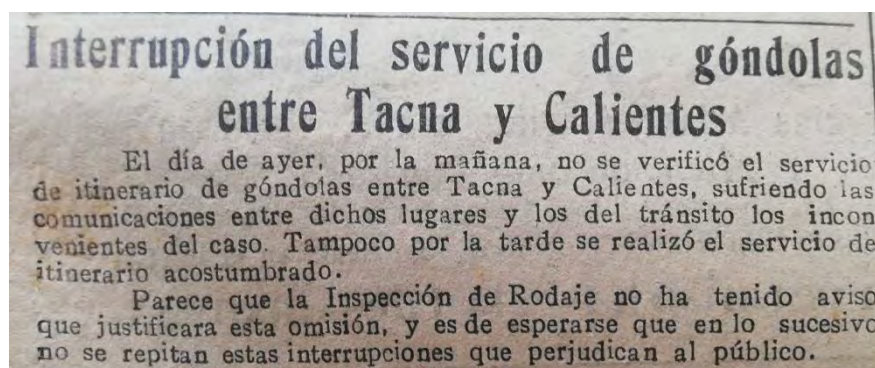 Interrupción del servicio de góndolas
entre Tacna y Calientes
El día de ayer, por la mañana, no se verificó el servicio
de itinerario de góndolas entre Tacna y Calientes, sufriendo las
comunicaciones entre dichos lugares y los del tránsito los incon
venientes del caso. Tampoco por la tarde se realizó el servicio de
itinerario acostumbrado.
Parece que la Inspección de Rodaje no ha tenido aviso
que justificara esta omisión, y es de esperarse que en lo sucesivo
no se repitan estas interrupciones que perjudican al público.